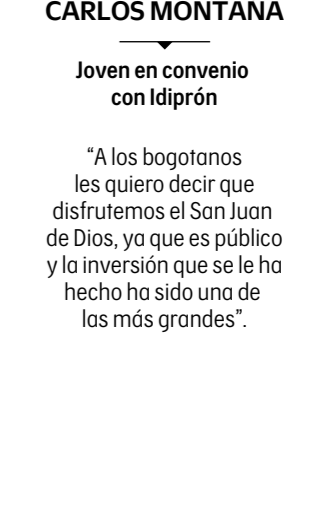 CARLOS MONTAÑA
Joven en convenio
con Idiprón
“A los bogotanos
les quiero decir que
disfrutemos el San Juan
de Dios, ya que es público
y la inversión que se le ha
hecho ha sido una de
las más grandes”.